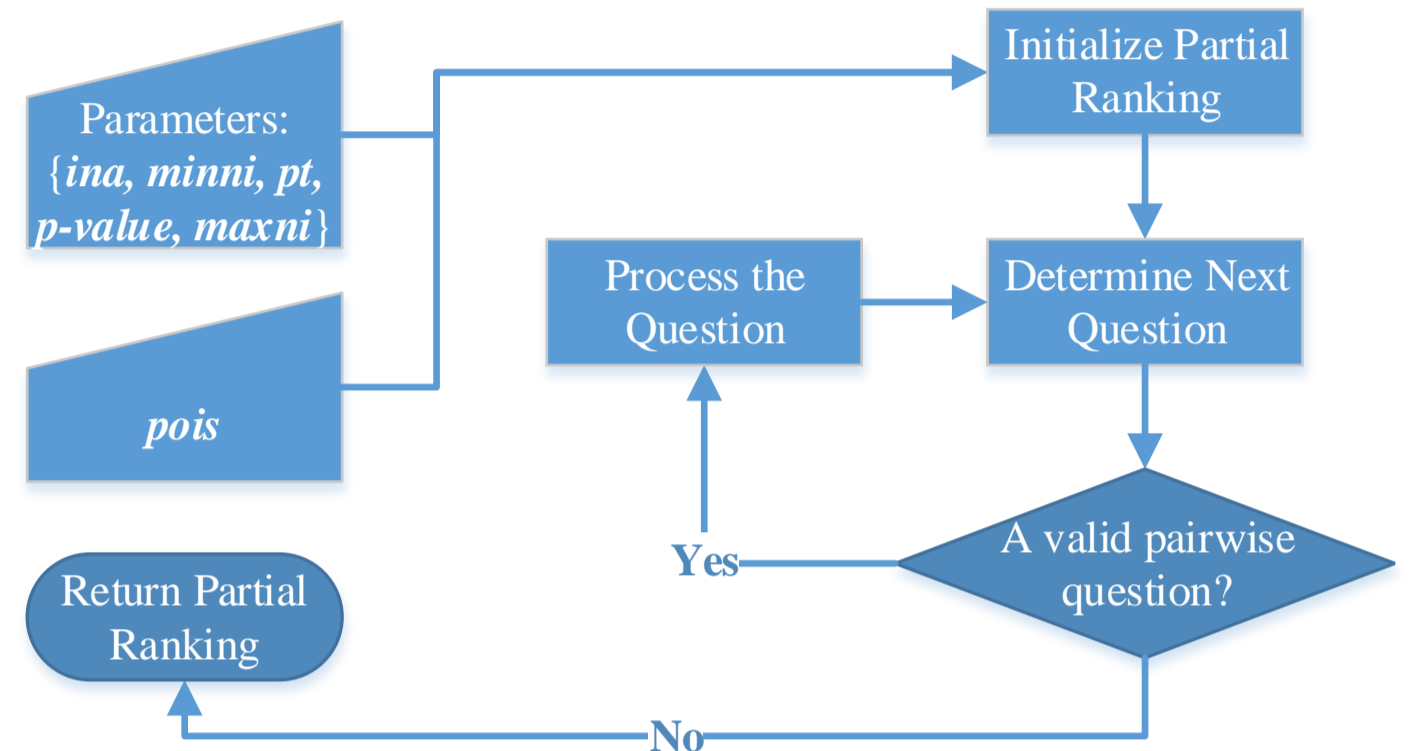 Parameters:
{ina, minni, pt,
p-value, maxni}
pois
Initialize Partial
Ranking
Process the
Question
Determine Next
Question
A valid pairwise
question?
Yes
No
Return Partial
Ranking